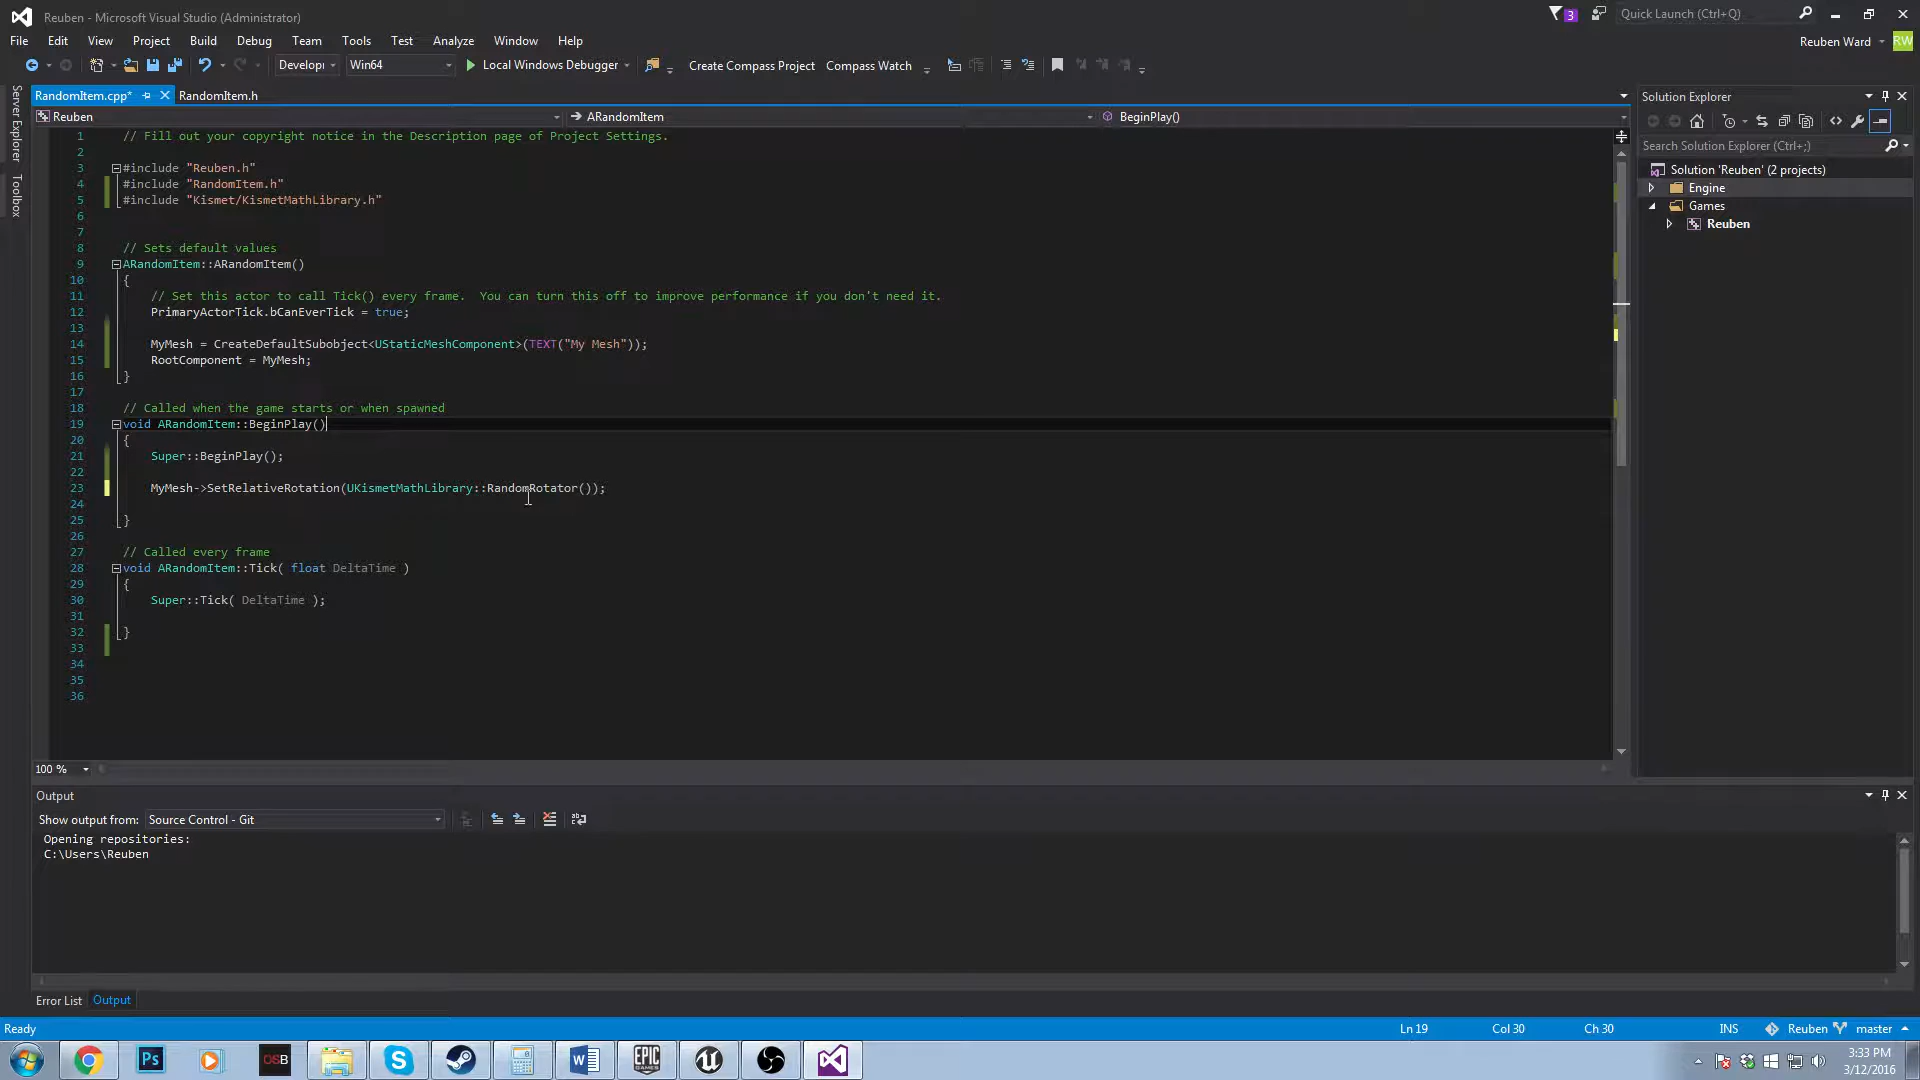 Reuben - Microsoft Visual Studio (Administrator)
3
Quick Launch (Ctrl+Q)
File Edit View Project Build Debug Team Tools Test Analyze Window Help
Reuben Ward RW
Develop Win64 Local Windows Debugger Create Compass Project Compass Watch
Server Explorer
Toolbox
RandomItem.cpp* RandomItem.h
Reuben ARandomItem BeginPlay()
1 // Fill out your copyright notice in the Description page of Project Settings.
2
3 #include "Reuben.h"
4 #include "RandomItem.h"
5 #include "Kismet/KismetMathLibrary.h"
6
7
8 // Sets default values
9 ARandomItem::ARandomItem()
10 {
11 // Set this actor to call Tick() every frame.  You can turn this off to improve performance if you don't need it.
12 PrimaryActorTick.bCanEverTick = true;
13
14 MyMesh = CreateDefaultSubobject<UStaticMeshComponent>(TEXT("My Mesh"));
15 RootComponent = MyMesh;
16 }
17
18 // Called when the game starts or when spawned
19 void ARandomItem::BeginPlay()
20 {
21 Super::BeginPlay();
22
23 MyMesh->SetRelativeRotation(UKismetMathLibrary::RandomRotator());
24
25 }
26
27 // Called every frame
28 void ARandomItem::Tick( float DeltaTime )
29 {
30 Super::Tick( DeltaTime );
31
32 }
33
34
35
36
100 %
Solution Explorer
Search Solution Explorer (Ctrl+;)
Solution 'Reuben' (2 projects)
Engine
Games
Reuben
Output
Show output from: Source Control - Git
Opening repositories:
C:\Users\Reuben
Error List Output
Ready Ln 19 Col 30 Ch 30 INS Reuben master
Ps OSB S W EPIC GAMES
3:33 PM
3/12/2016